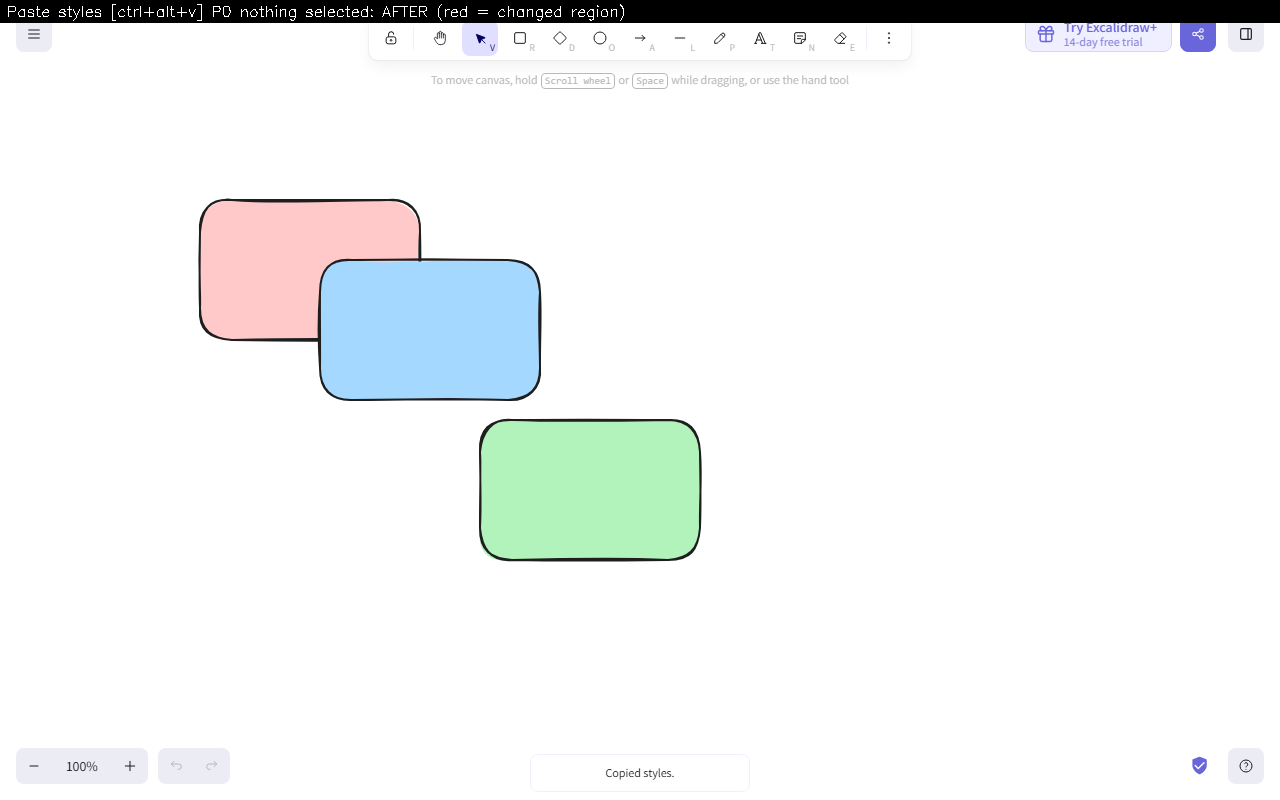 Paste styles [ctrl+alt+v] P0 nothing selected: AFTER (red = changed region)
V
R
D
O
A
L
P
T
N
E
Try Excalidraw+
14-day free trial
To move canvas, hold Scroll wheel or Space while dragging, or use the hand tool
100%
Copied styles.